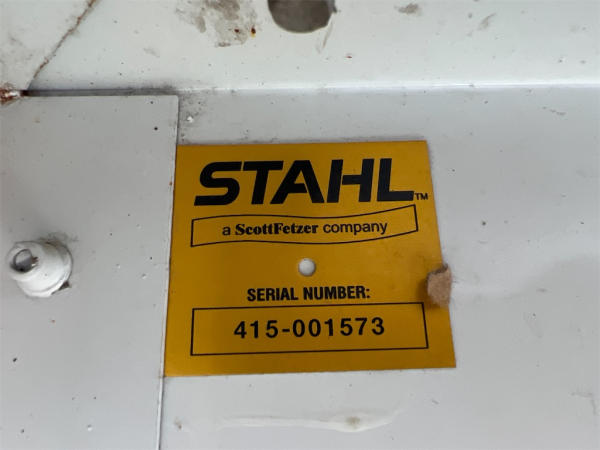 STAHL™
a ScottFetzer company
SERIAL NUMBER:
415-001573